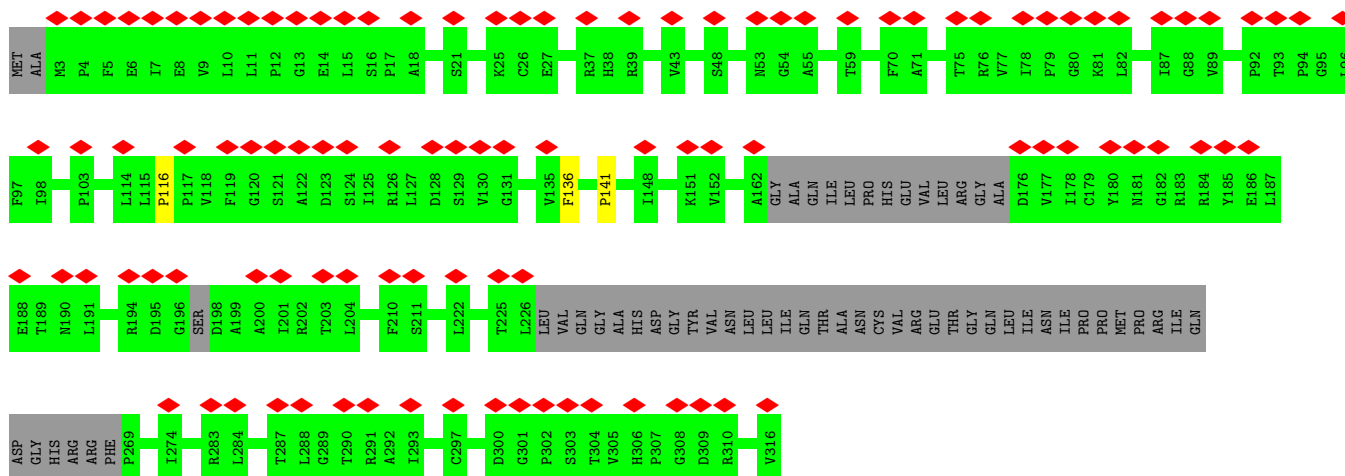 MET ALA M3 P4 F5 E6 I7 E8 V9 L10 L11 P12 G13 E14 L15 S16 P17 A18 S21 K25 C26 E27 R37 H38 R39 V43 S48 N53 G54 A55 T59 F70 A71 T75 R76 V77 I78 P79 G80 K81 L82 I87 G88 V89 P92 T93 P94 G95 L96
F97 I98 P103 L114 L115 P116 P117 V118 F119 G120 S121 A122 D123 S124 I125 R126 L127 D128 S129 V130 G131 V135 F136 P141 I148 K151 V152 A162 GLY ALA GLN ILE LEU PRO HIS GLU VAL LEU ARG GLY ALA D176 V177 I178 C179 Y180 N181 G182 R183 R184 Y185 E186 L187
E188 T189 N190 L191 R194 D195 G196 SER D198 A199 A200 I201 R202 T203 L204 F210 S211 L222 T225 L226 LEU VAL GLN GLY ALA HIS ASP GLY TYR VAL ASN LEU LEU ILE GLN THR ALA ASN CYS VAL ARG GLU THR GLY GLN LEU ILE ASN ILE PRO PRO MET PRO ARG ILE GLN
ASP GLY HIS ARG ARG PHE P269 I274 R283 L284 T287 L288 G289 T290 R291 A292 I293 C297 D300 G301 P302 S303 T304 V305 H306 P307 G308 D309 R310 V316